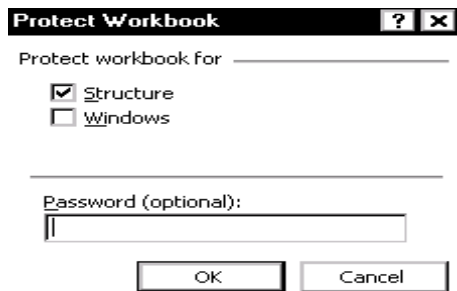 Protect Workbook ? X
Protect workbook for
Structure
Windows
Password (optional):
OK Cancel